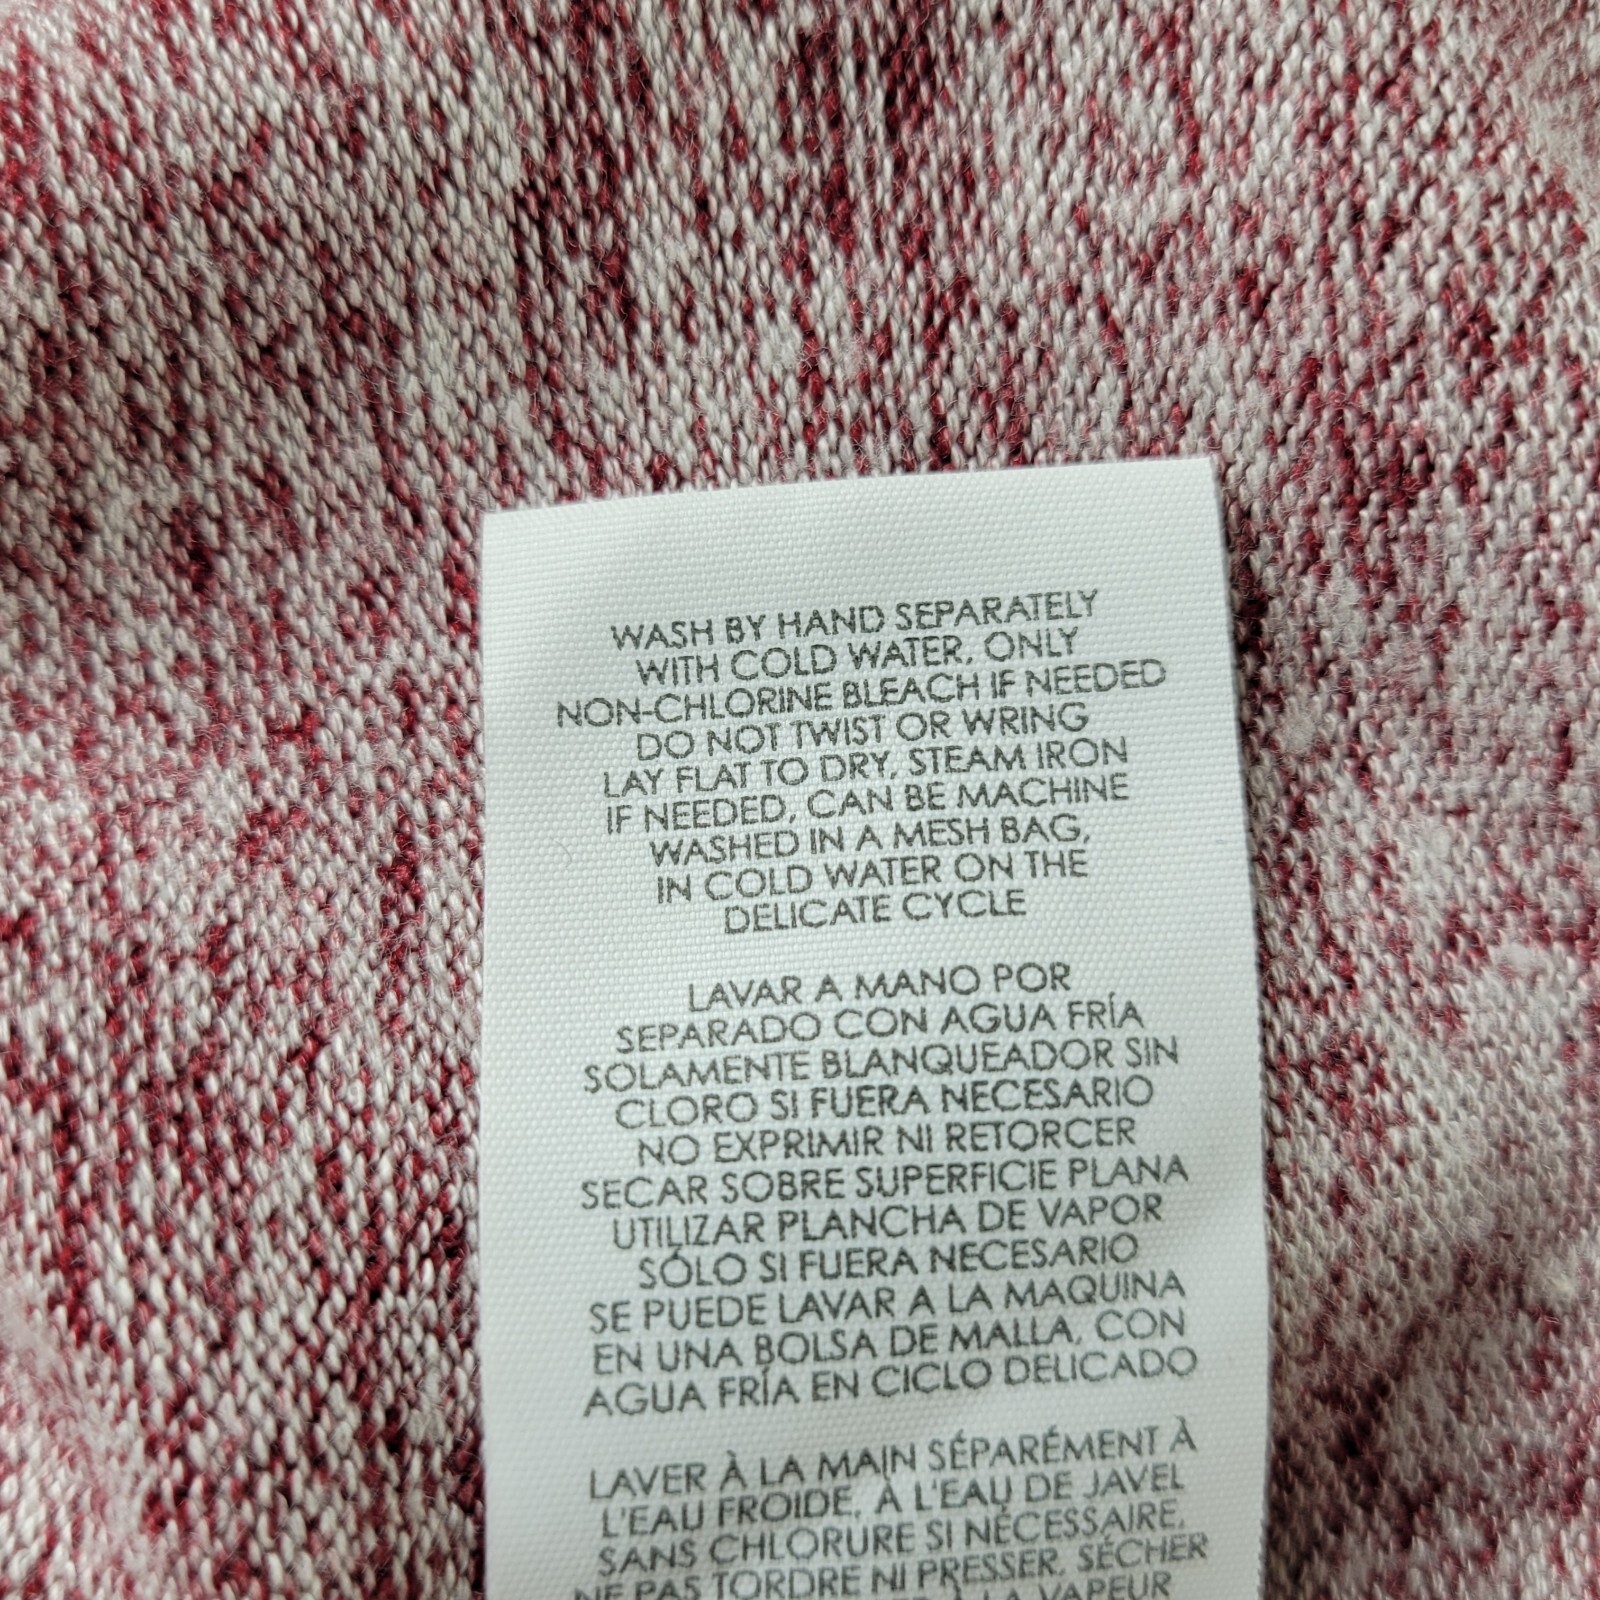 WASH BY HAND SEPARATELY
WITH COLD WATER, ONLY
NON-CHLORINE BLEACH IF NEEDED
DO NOT TWIST OR WRING
LAY FLAT TO DRY, STEAM IRON
IF NEEDED, CAN BE MACHINE
WASHED IN A MESH BAG,
IN COLD WATER ON THE
DELICATE CYCLE
LAVAR A MANO POR
SEPARADO CON AGUA FRÍA
SOLAMENTE BLANQUEADOR SIN
CLORO SI FUERA NECESARIO
NO EXPRIMIR NI RETORCER
SECAR SOBRE SUPERFICIE PLANA
UTILIZAR PLANCHA DE VAPOR
SÓLO SI FUERA NECESARIO
SE PUEDE LAVAR A LA MAQUINA
EN UNA BOLSA DE MALLA, CON
AGUA FRÍA EN CICLO DELICADO
LAVER À LA MAIN SÉPARÉMENT À
L'EAU FROIDE, À L'EAU DE JAVEL
SANS CHLORURE SI NÉCESSAIRE,
NE PAS TORDRE NI PRESSER, SÉCHER
À LA VAPEUR